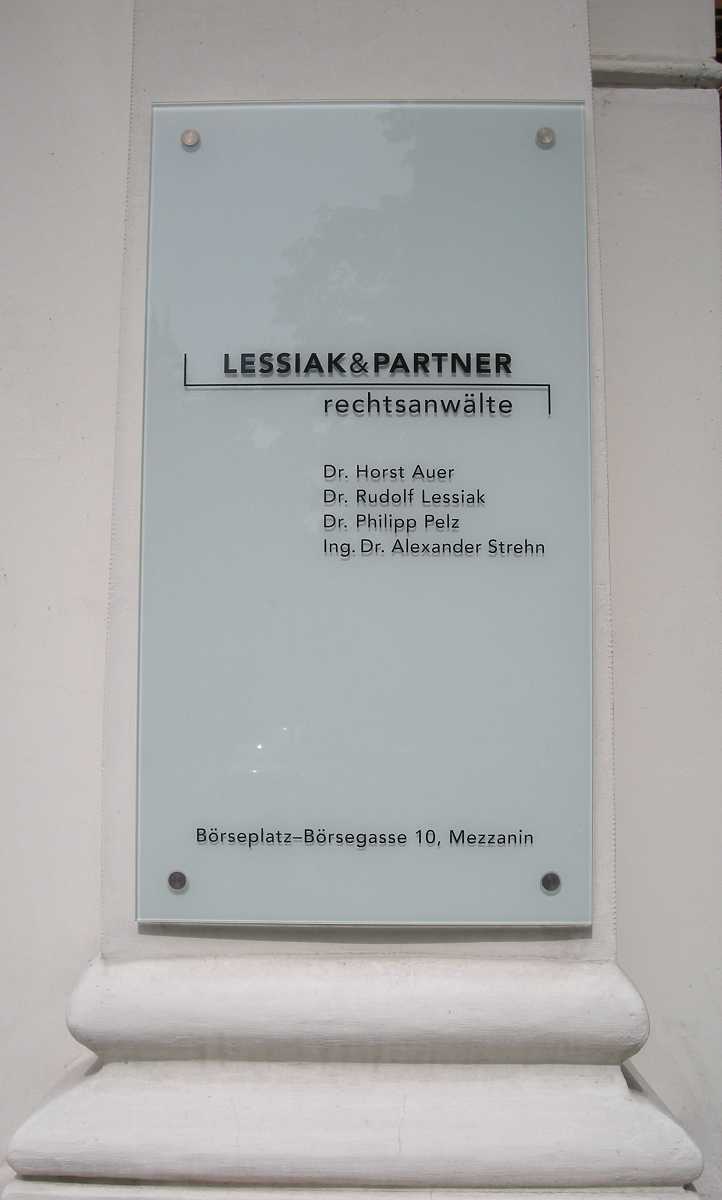 LESSIAK&PARTNER
rechtsanwälte
Dr. Horst Auer
Dr. Rudolf Lessiak
Dr. Philipp Pelz
Ing. Dr. Alexander Strehn
Börseplatz–Börsegasse 10, Mezzanin